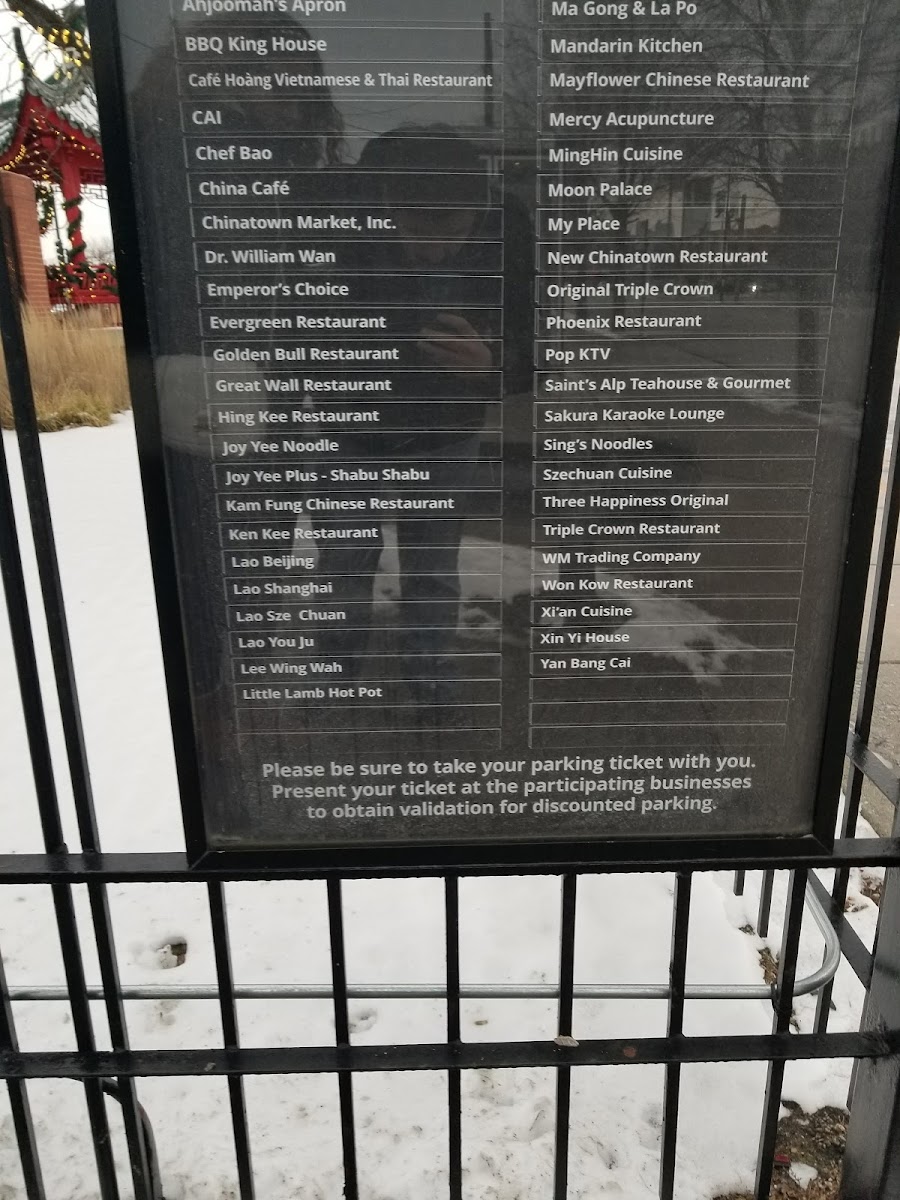 Anjoomah's Apron
BBQ King House
Café Hoàng Vietnamese & Thai Restaurant
CAI
Chef Bao
China Café
Chinatown Market, Inc.
Dr. William Wan
Emperor's Choice
Evergreen Restaurant
Golden Bull Restaurant
Great Wall Restaurant
Hing Kee Restaurant
Joy Yee Noodle
Joy Yee Plus - Shabu Shabu
Kam Fung Chinese Restaurant
Ken Kee Restaurant
Lao Beijing
Lao Shanghai
Lao Sze Chuan
Lao You Ju
Lee Wing Wah
Little Lamb Hot Pot
Ma Gong & La Po
Mandarin Kitchen
Mayflower Chinese Restaurant
Mercy Acupuncture
MingHin Cuisine
Moon Palace
My Place
New Chinatown Restaurant
Original Triple Crown
Phoenix Restaurant
Pop KTV
Saint's Alp Teahouse & Gourmet
Sakura Karaoke Lounge
Sing's Noodles
Szechuan Cuisine
Three Happiness Original
Triple Crown Restaurant
WM Trading Company
Won Kow Restaurant
Xi'an Cuisine
Xin Yi House
Yan Bang Cai
Please be sure to take your parking ticket with you.
Present your ticket at the participating businesses
to obtain validation for discounted parking.